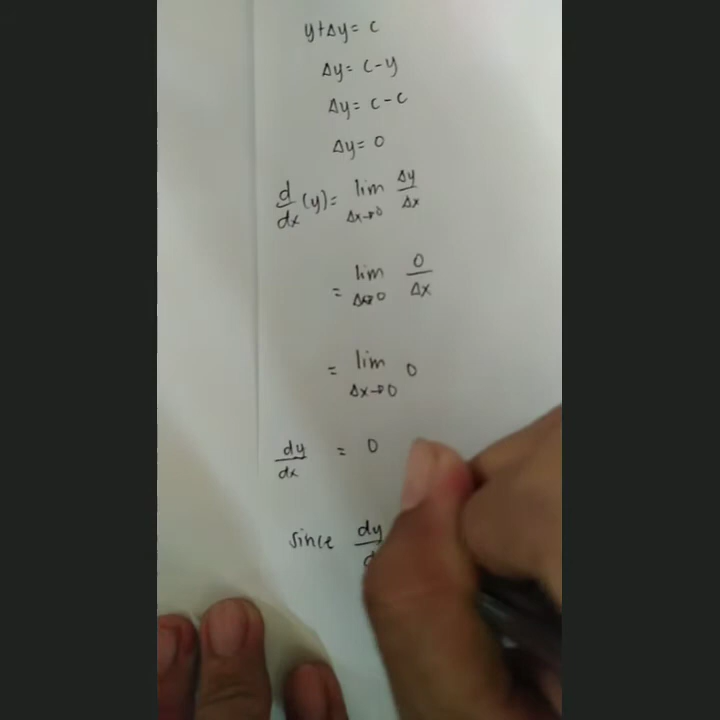 y+Δy= c
Δy= c-y
Δy= c-c
Δy= 0
d/dx (y)= lim Δx→0 Δy/Δx
= lim Δx→0 0/Δx
= lim Δx→0 0
dy/dx = 0
since dy/d